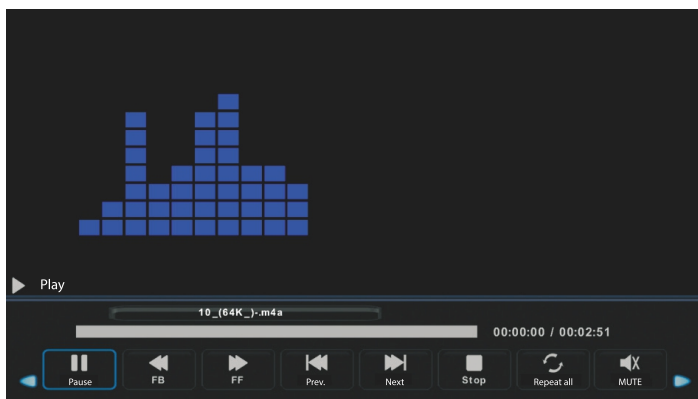 Play
10_(64K_)-.m4a
00:00:00 / 00:02:51
Pause FB FF Prev. Next Stop Repeat all MUTE